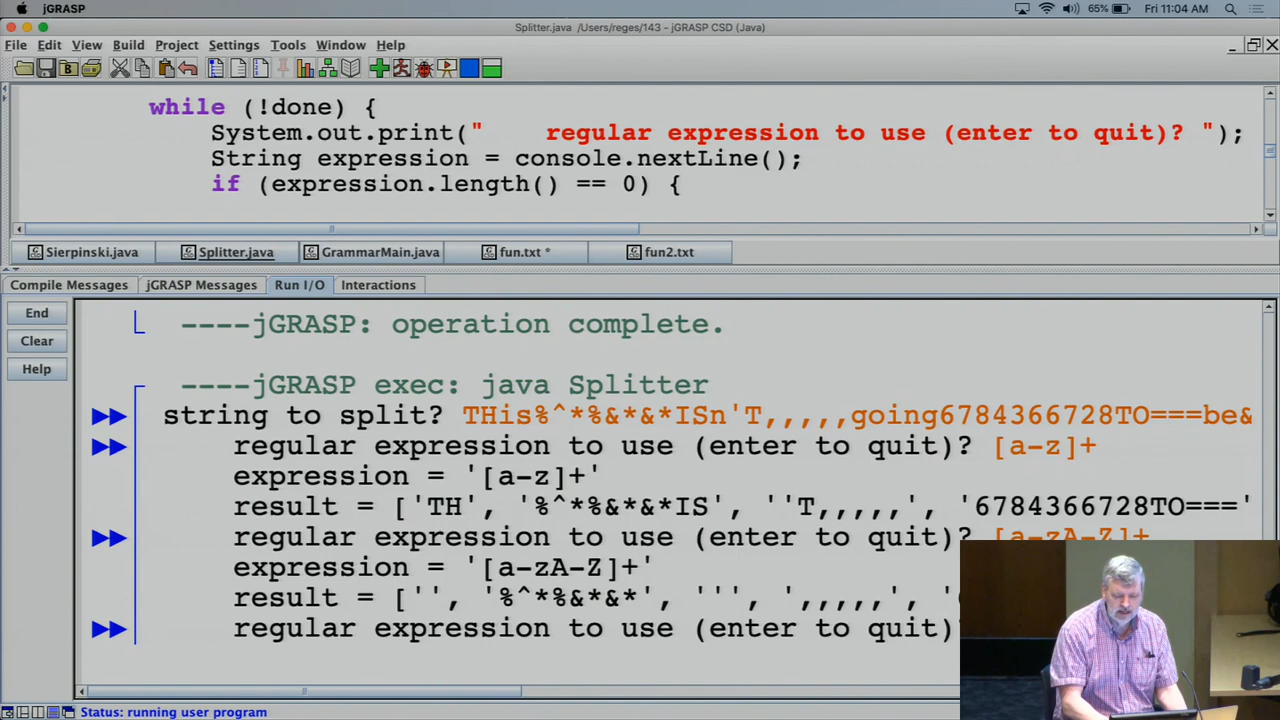 jGRASP
65%
Fri 11:04 AM
Splitter.java /Users/reges/143 - jGRASP CSD (Java)
File Edit View Build Project Settings Tools Window Help
while (!done) {
System.out.print("    regular expression to use (enter to quit)? ");
String expression = console.nextLine();
if (expression.length() == 0) {
Sierpinski.java Splitter.java GrammarMain.java fun.txt * fun2.txt
Compile Messages jGRASP Messages Run I/O Interactions
End
Clear
Help
----jGRASP: operation complete.
----jGRASP exec: java Splitter
string to split? THis%^*%&*&*ISn'T,,,,,going6784366728TO===be&
regular expression to use (enter to quit)? [a-z]+
expression = '[a-z]+'
result = ['TH', '%^*%&*&*IS', ''T,,,,,', '6784366728TO==='
regular expression to use (enter to quit)? [a-zA-Z]+
expression = '[a-zA-Z]+'
result = ['', '%^*%&*&*', ''', ',,,,,',
regular expression to use (enter to quit)
Status: running user program